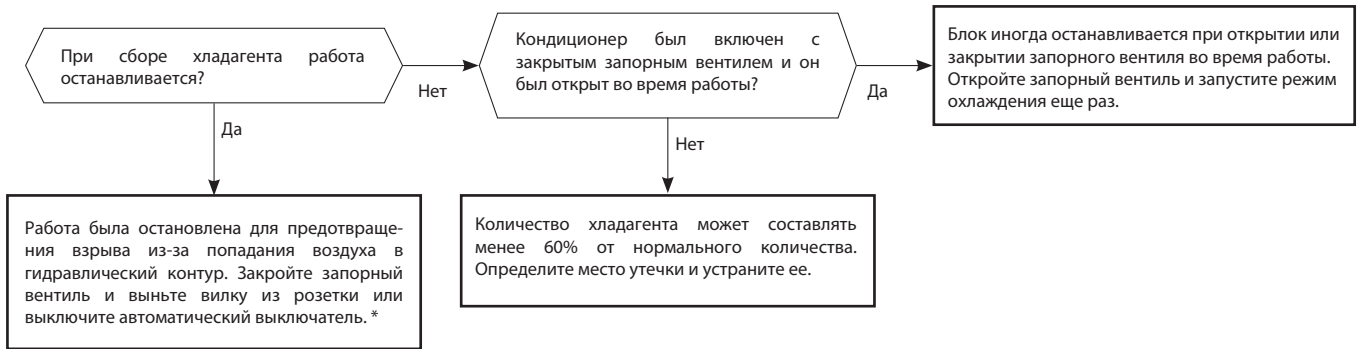 При сборе хладагента работа
останавливается?
Нет
Кондиционер был включен с
закрытым запорным вентилем и он
был открыт во время работы?
Да
Блок иногда останавливается при открытии или
закрытии запорного вентиля во время работы.
Откройте запорный вентиль и запустите режим
охлаждения еще раз.
Да
Нет
Работа была остановлена для предотвраще-
ния взрыва из-за попадания воздуха в
гидравлический контур. Закройте запорный
вентиль и выньте вилку из розетки или
выключите автоматический выключатель. *
Количество хладагента может составлять
менее 60% от нормального количества.
Определите место утечки и устраните ее.